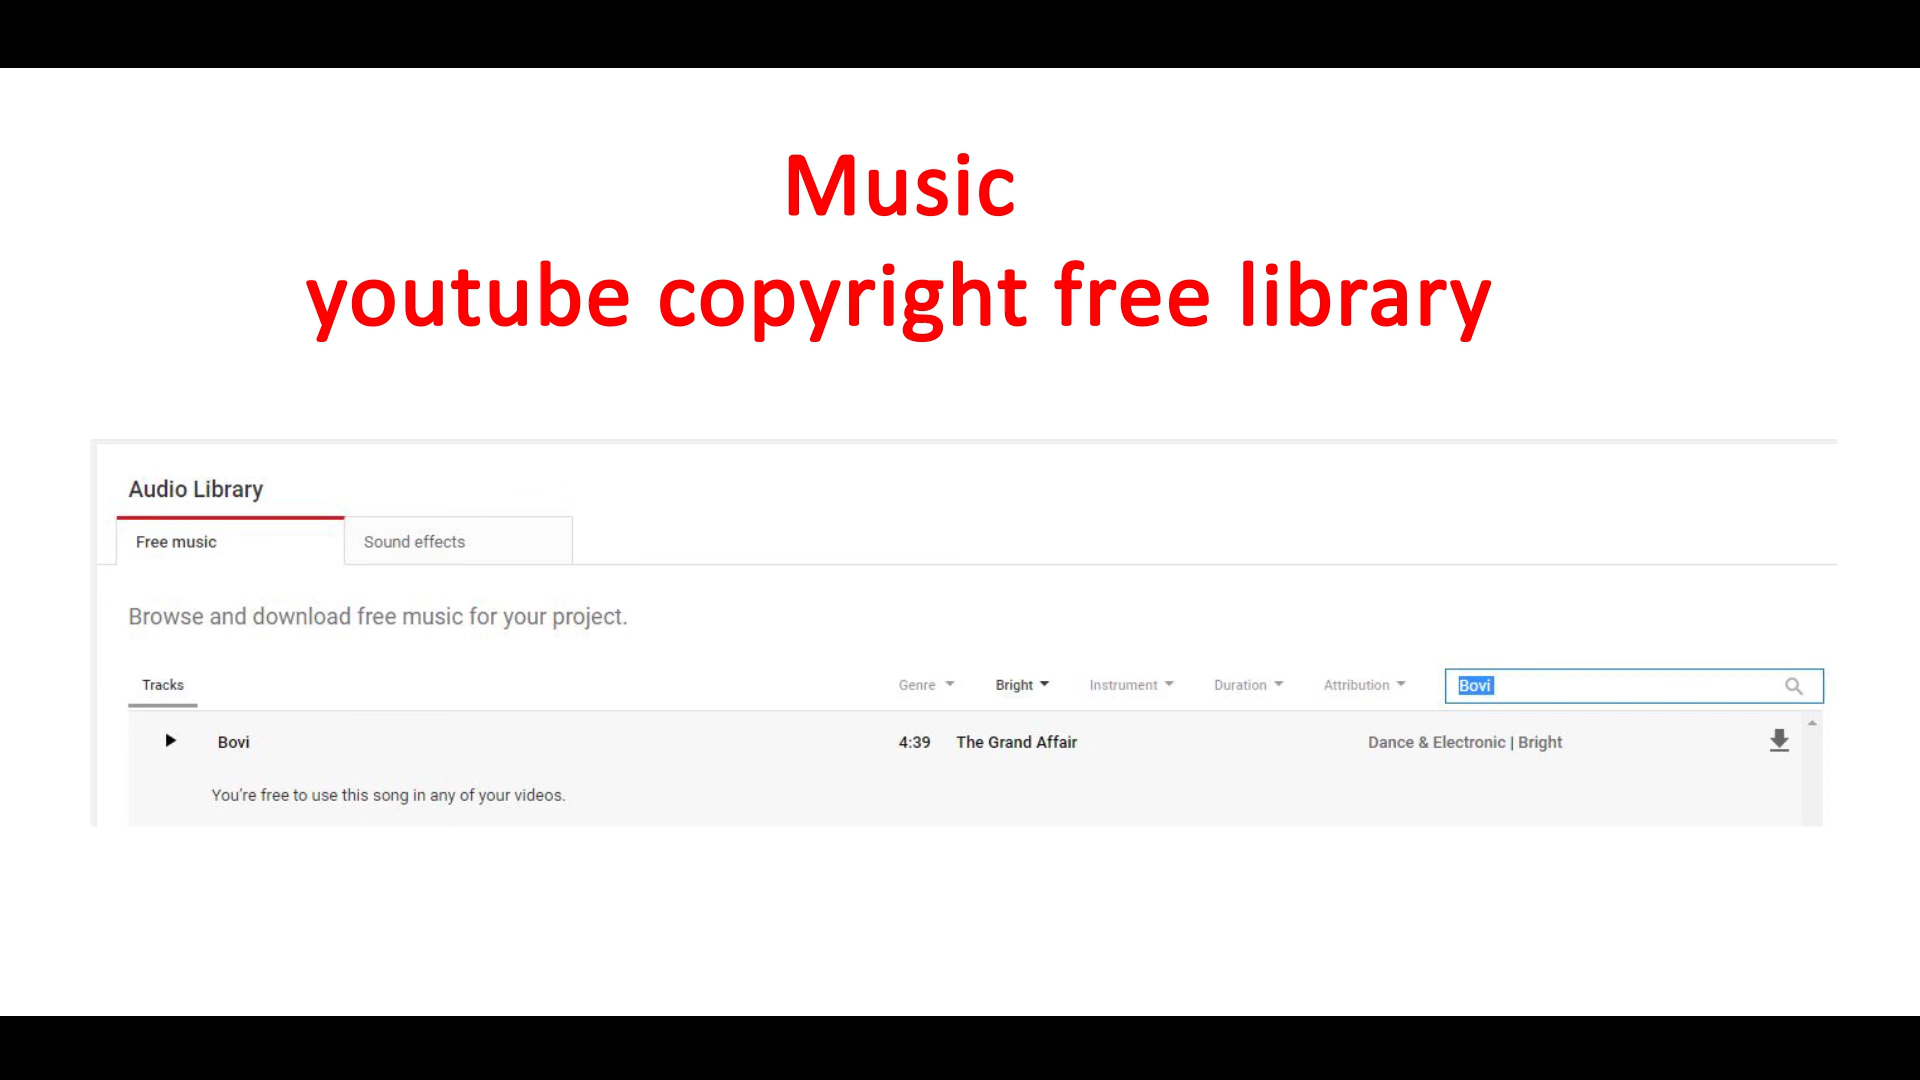 Music
youtube copyright free library
Audio Library
Free music Sound effects
Browse and download free music for your project.
Tracks Genre Bright Instrument Duration Attribution Bovi
Bovi 4:39 The Grand Affair Dance & Electronic | Bright
You're free to use this song in any of your videos.